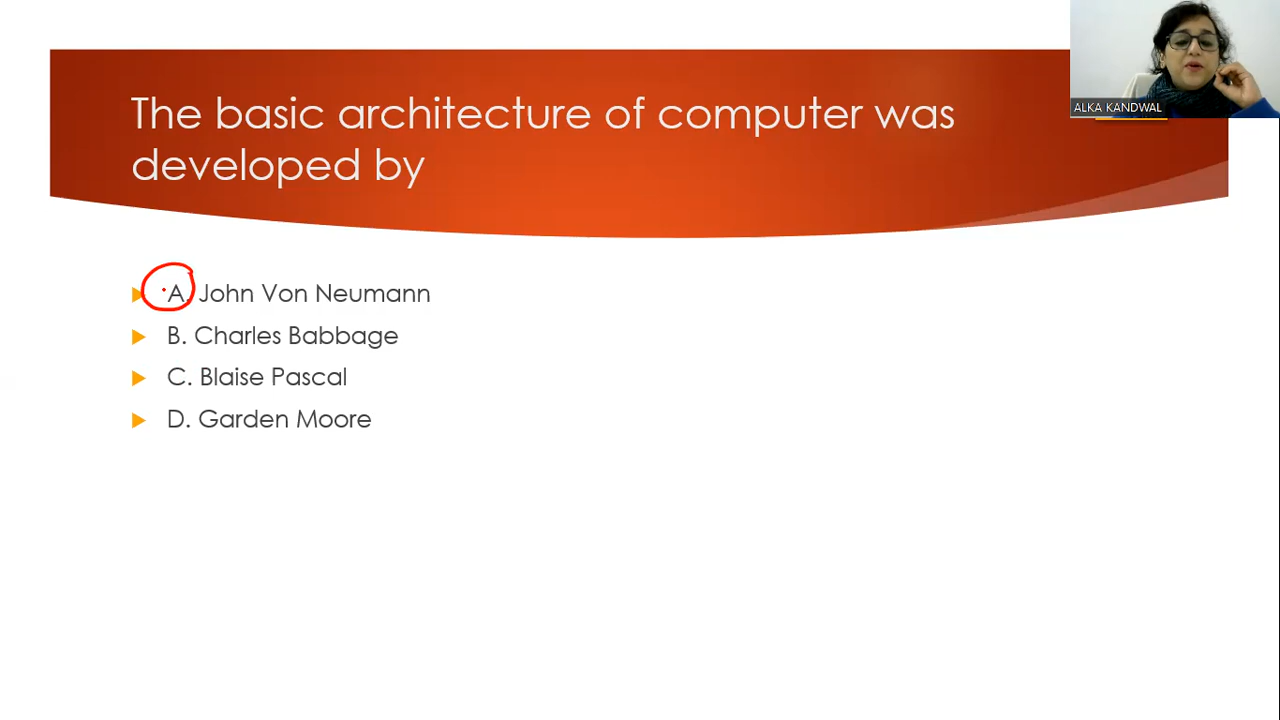 ALKA KANDWAL
The basic architecture of computer was
developed by
A. John Von Neumann
B. Charles Babbage
C. Blaise Pascal
D. Garden Moore